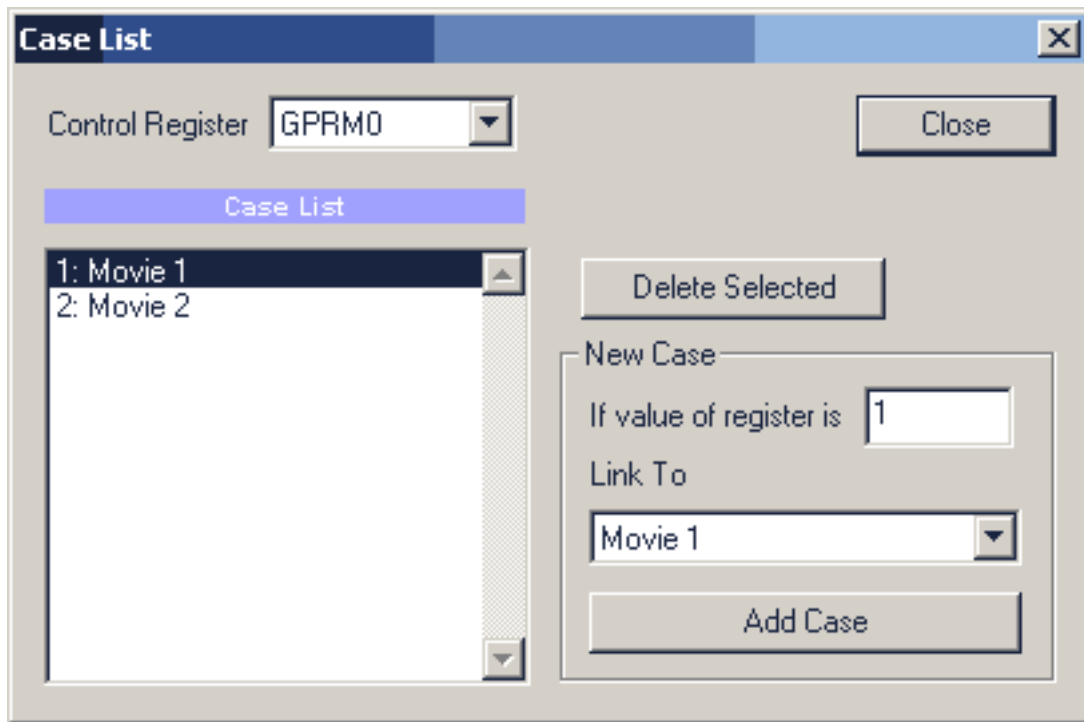 Case List
Control Register GPRM0 Close
Case List
1: Movie 1
2: Movie 2
Delete Selected
New Case
If value of register is 1
Link To
Movie 1
Add Case